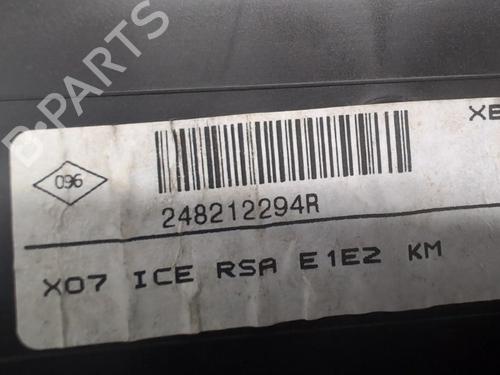 B-PARTS
XE
096
248212294R
X07 ICE RSA E1E2 KM